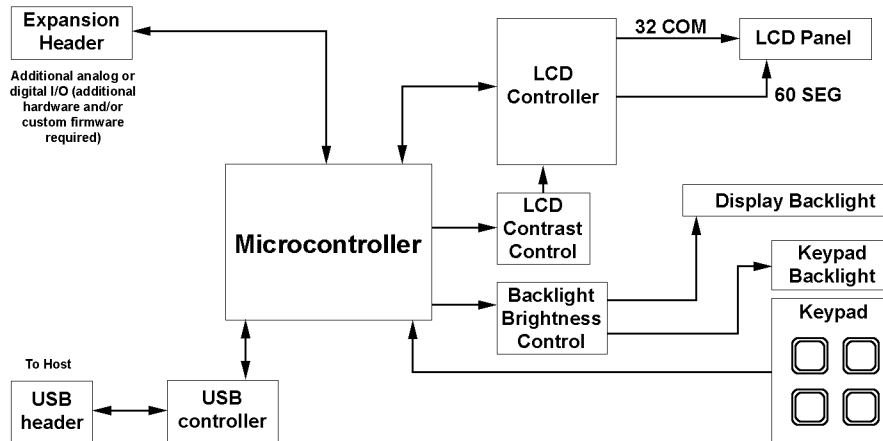 Expansion
Header
Additional analog or
digital I/O (additional
hardware and/or
custom firmware
required)
32 COM
LCD Panel
LCD
Controller
60 SEG
Microcontroller
LCD
Contrast
Control
Display Backlight
Keypad
Backlight
Backlight
Brightness
Control
Keypad
To Host
USB
header
USB
controller